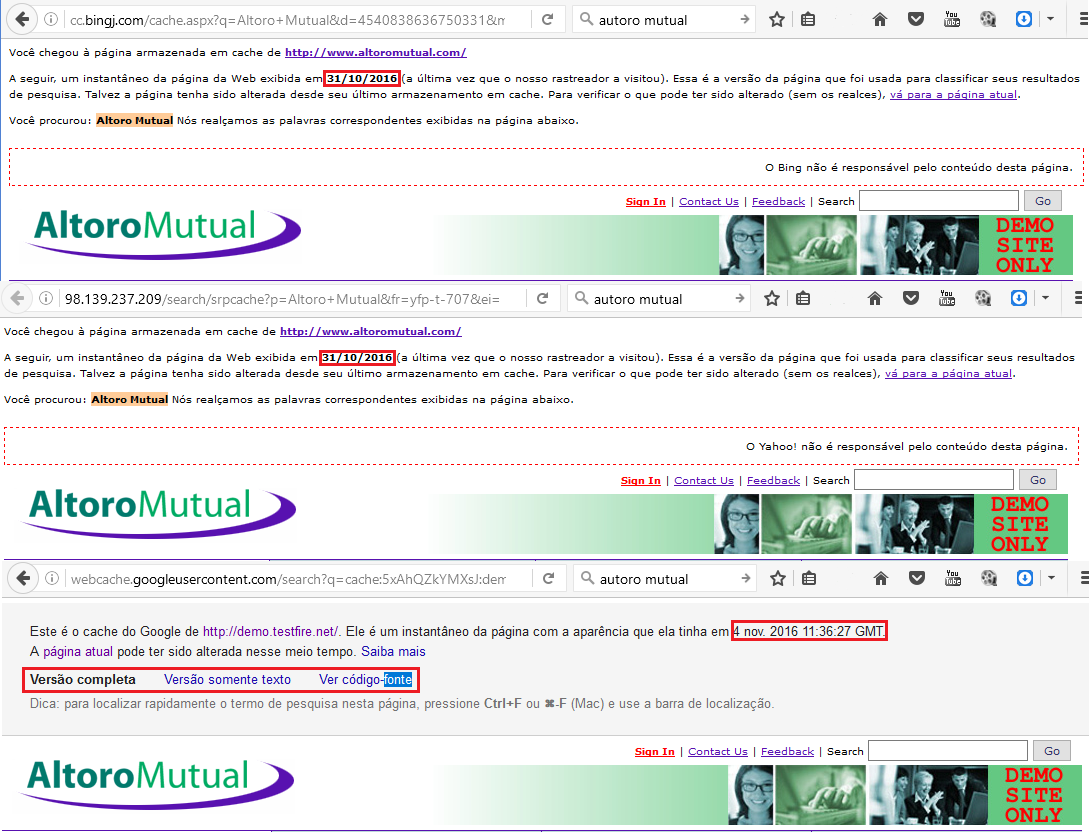 cc.bingj.com/cache.aspx?q=Altoro+Mutual&d=4540838636750331&m
autoro mutual
You Tube
Você chegou à página armazenada em cache de http://www.altoromutual.com/
A seguir, um instantâneo da página da Web exibida em 31/10/2016 (a última vez que o nosso rastreador a visitou). Essa é a versão da página que foi usada para classificar seus resultados
de pesquisa. Talvez a página tenha sido alterada desde seu último armazenamento em cache. Para verificar o que pode ter sido alterado (sem os realces), vá para a página atual.
Você procurou: Altoro Mutual Nós realçamos as palavras correspondentes exibidas na página abaixo.
O Bing não é responsável pelo conteúdo desta página.
Sign In | Contact Us | Feedback | Search Go
AltoroMutual
DEMO
SITE
ONLY
98.139.237.209/search/srpcache?p=Altoro+Mutual&fr=yfp-t-707&ei=
autoro mutual
You Tube
Você chegou à página armazenada em cache de http://www.altoromutual.com/
A seguir, um instantâneo da página da Web exibida em 31/10/2016 (a última vez que o nosso rastreador a visitou). Essa é a versão da página que foi usada para classificar seus resultados
de pesquisa. Talvez a página tenha sido alterada desde seu último armazenamento em cache. Para verificar o que pode ter sido alterado (sem os realces), vá para a página atual.
Você procurou: Altoro Mutual Nós realçamos as palavras correspondentes exibidas na página abaixo.
O Yahoo! não é responsável pelo conteúdo desta página.
Sign In | Contact Us | Feedback | Search Go
AltoroMutual
DEMO
SITE
ONLY
webcache.googleusercontent.com/search?q=cache:5xAhQZkYMXsJ:dem
autoro mutual
You Tube
Este é o cache do Google de http://demo.testfire.net/. Ele é um instantâneo da página com a aparência que ela tinha em 4 nov. 2016 11:36:27 GMT.
A página atual pode ter sido alterada nesse meio tempo. Saiba mais
Versão completa Versão somente texto Ver código-fonte
Dica: para localizar rapidamente o termo de pesquisa nesta página, pressione Ctrl+F ou ⌘-F (Mac) e use a barra de localização.
Sign In | Contact Us | Feedback | Search Go
AltoroMutual
DEMO
SITE
ONLY